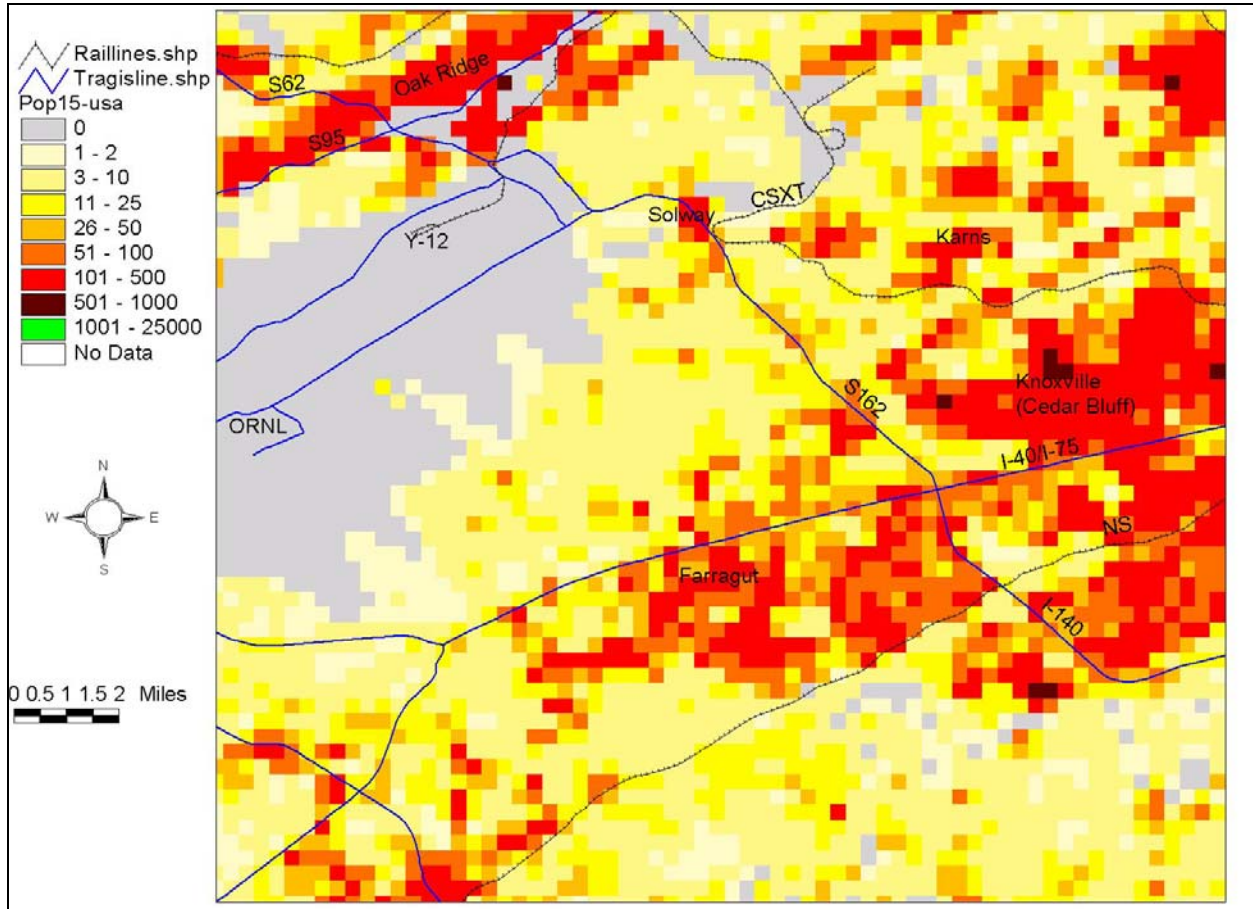 Raillines.shp
Tragisline.shp
Pop15-usa
0
1 - 2
3 - 10
11 - 25
26 - 50
51 - 100
101 - 500
501 - 1000
1001 - 25000
No Data
N
W E
S
0 0.5 1 1.5 2 Miles
S62
Oak Ridge
S95
Y-12
Solway
CSXT
Karns
Knoxville
(Cedar Bluff)
S162
I-40/I-75
ORNL
NS
Farragut
I-140